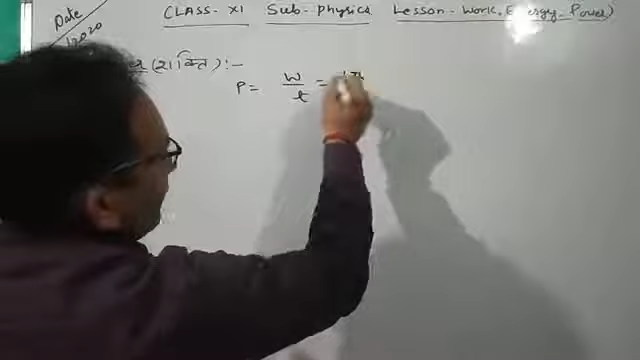 CLASS- XI Sub- Physics Lesson- Work, Energy, Power)
Date
2020
(शक्ति) :-
P = W/t =